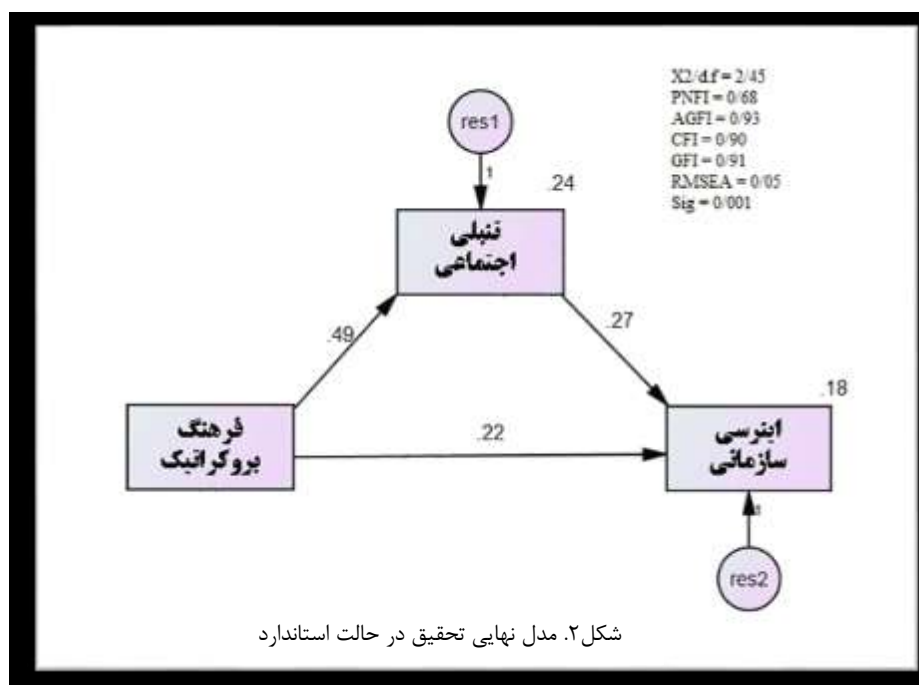 X2/d.f = 2/45
PNFI = 0/68
AGFI = 0/93
CFI = 0/90
GFI = 0/91
RMSEA = 0/05
Sig = 0/001
res1
1
.24
تنبلی
اجتماعی
.49
.27
.18
فرهنگ
بروکراتیک
.22
اینرسی
سازمانی
1
res2
شکل۲. مدل نهایی تحقیق در حالت استاندارد